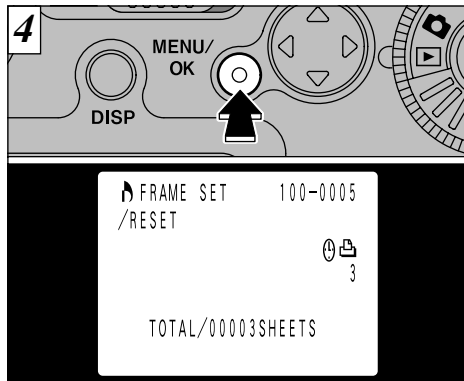 4
MENU/
OK
DISP
FRAME SET 100-0005
/RESET
3
TOTAL/00003SHEETS